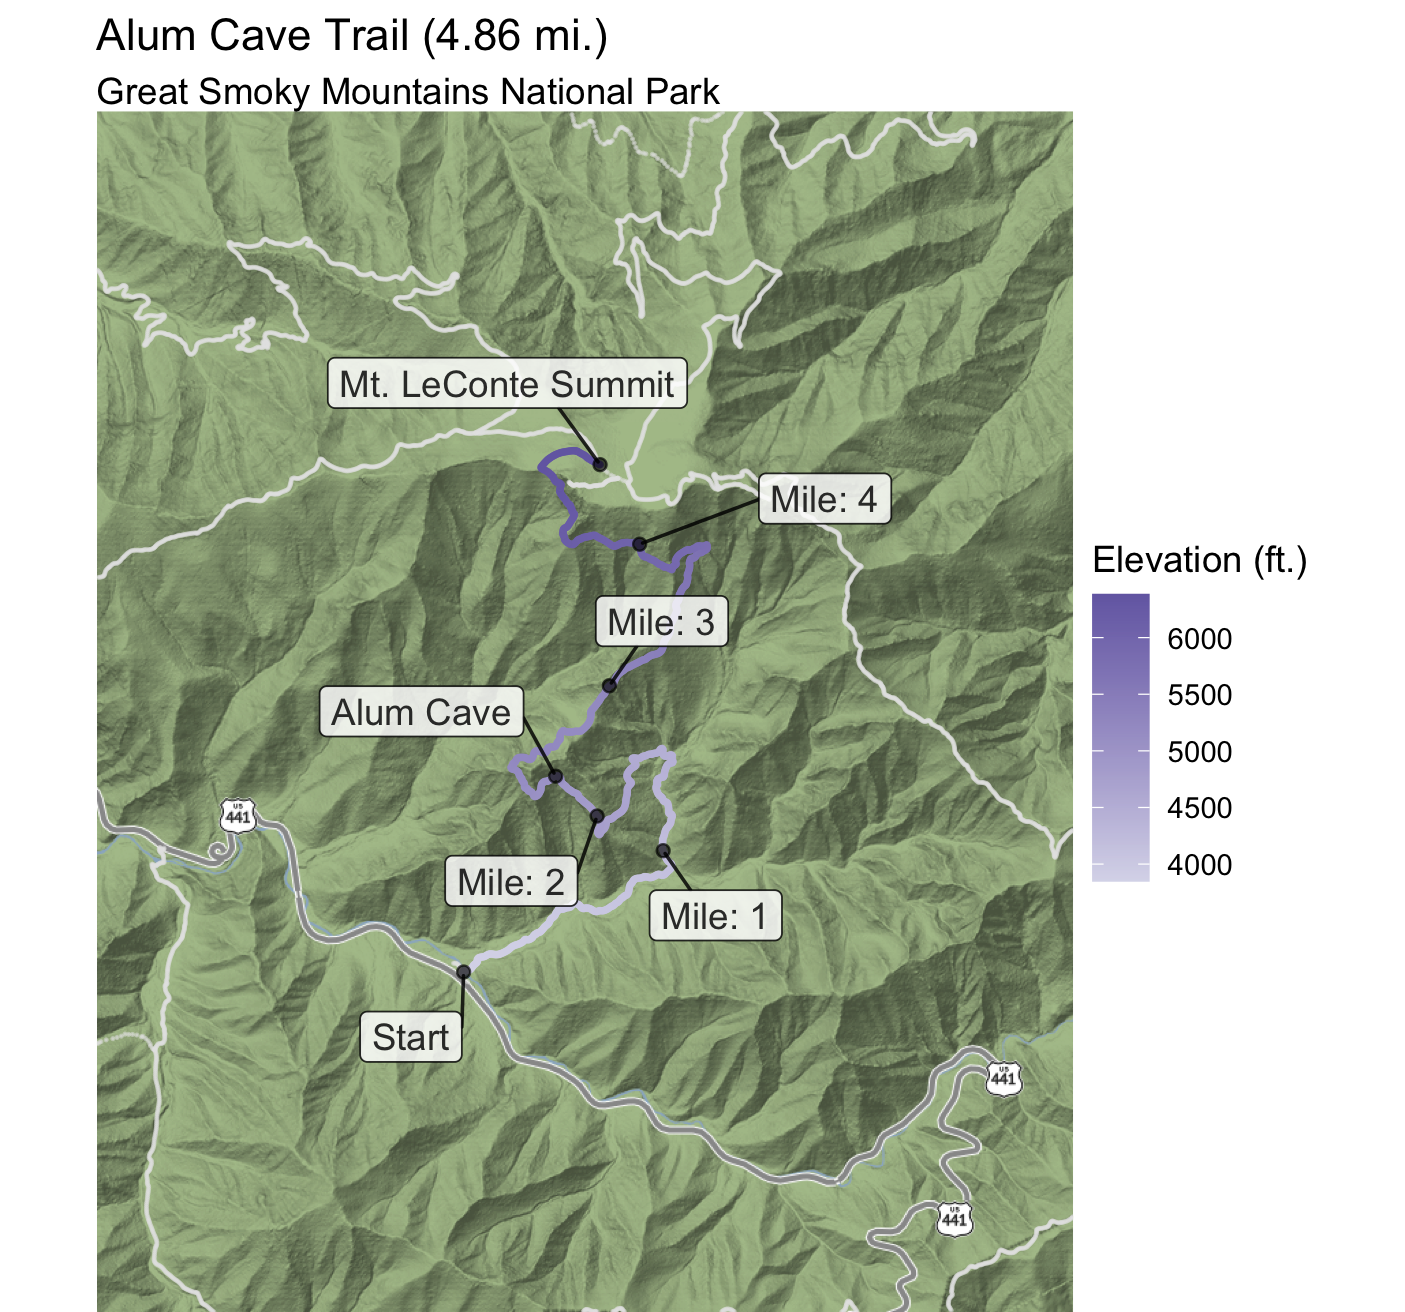 Alum Cave Trail (4.86 mi.)
Great Smoky Mountains National Park
Mt. LeConte Summit
Mile: 4
Mile: 3
Alum Cave
US
441
Mile: 2
Mile: 1
Start
US
441
US
441
Elevation (ft.)
6000
5500
5000
4500
4000